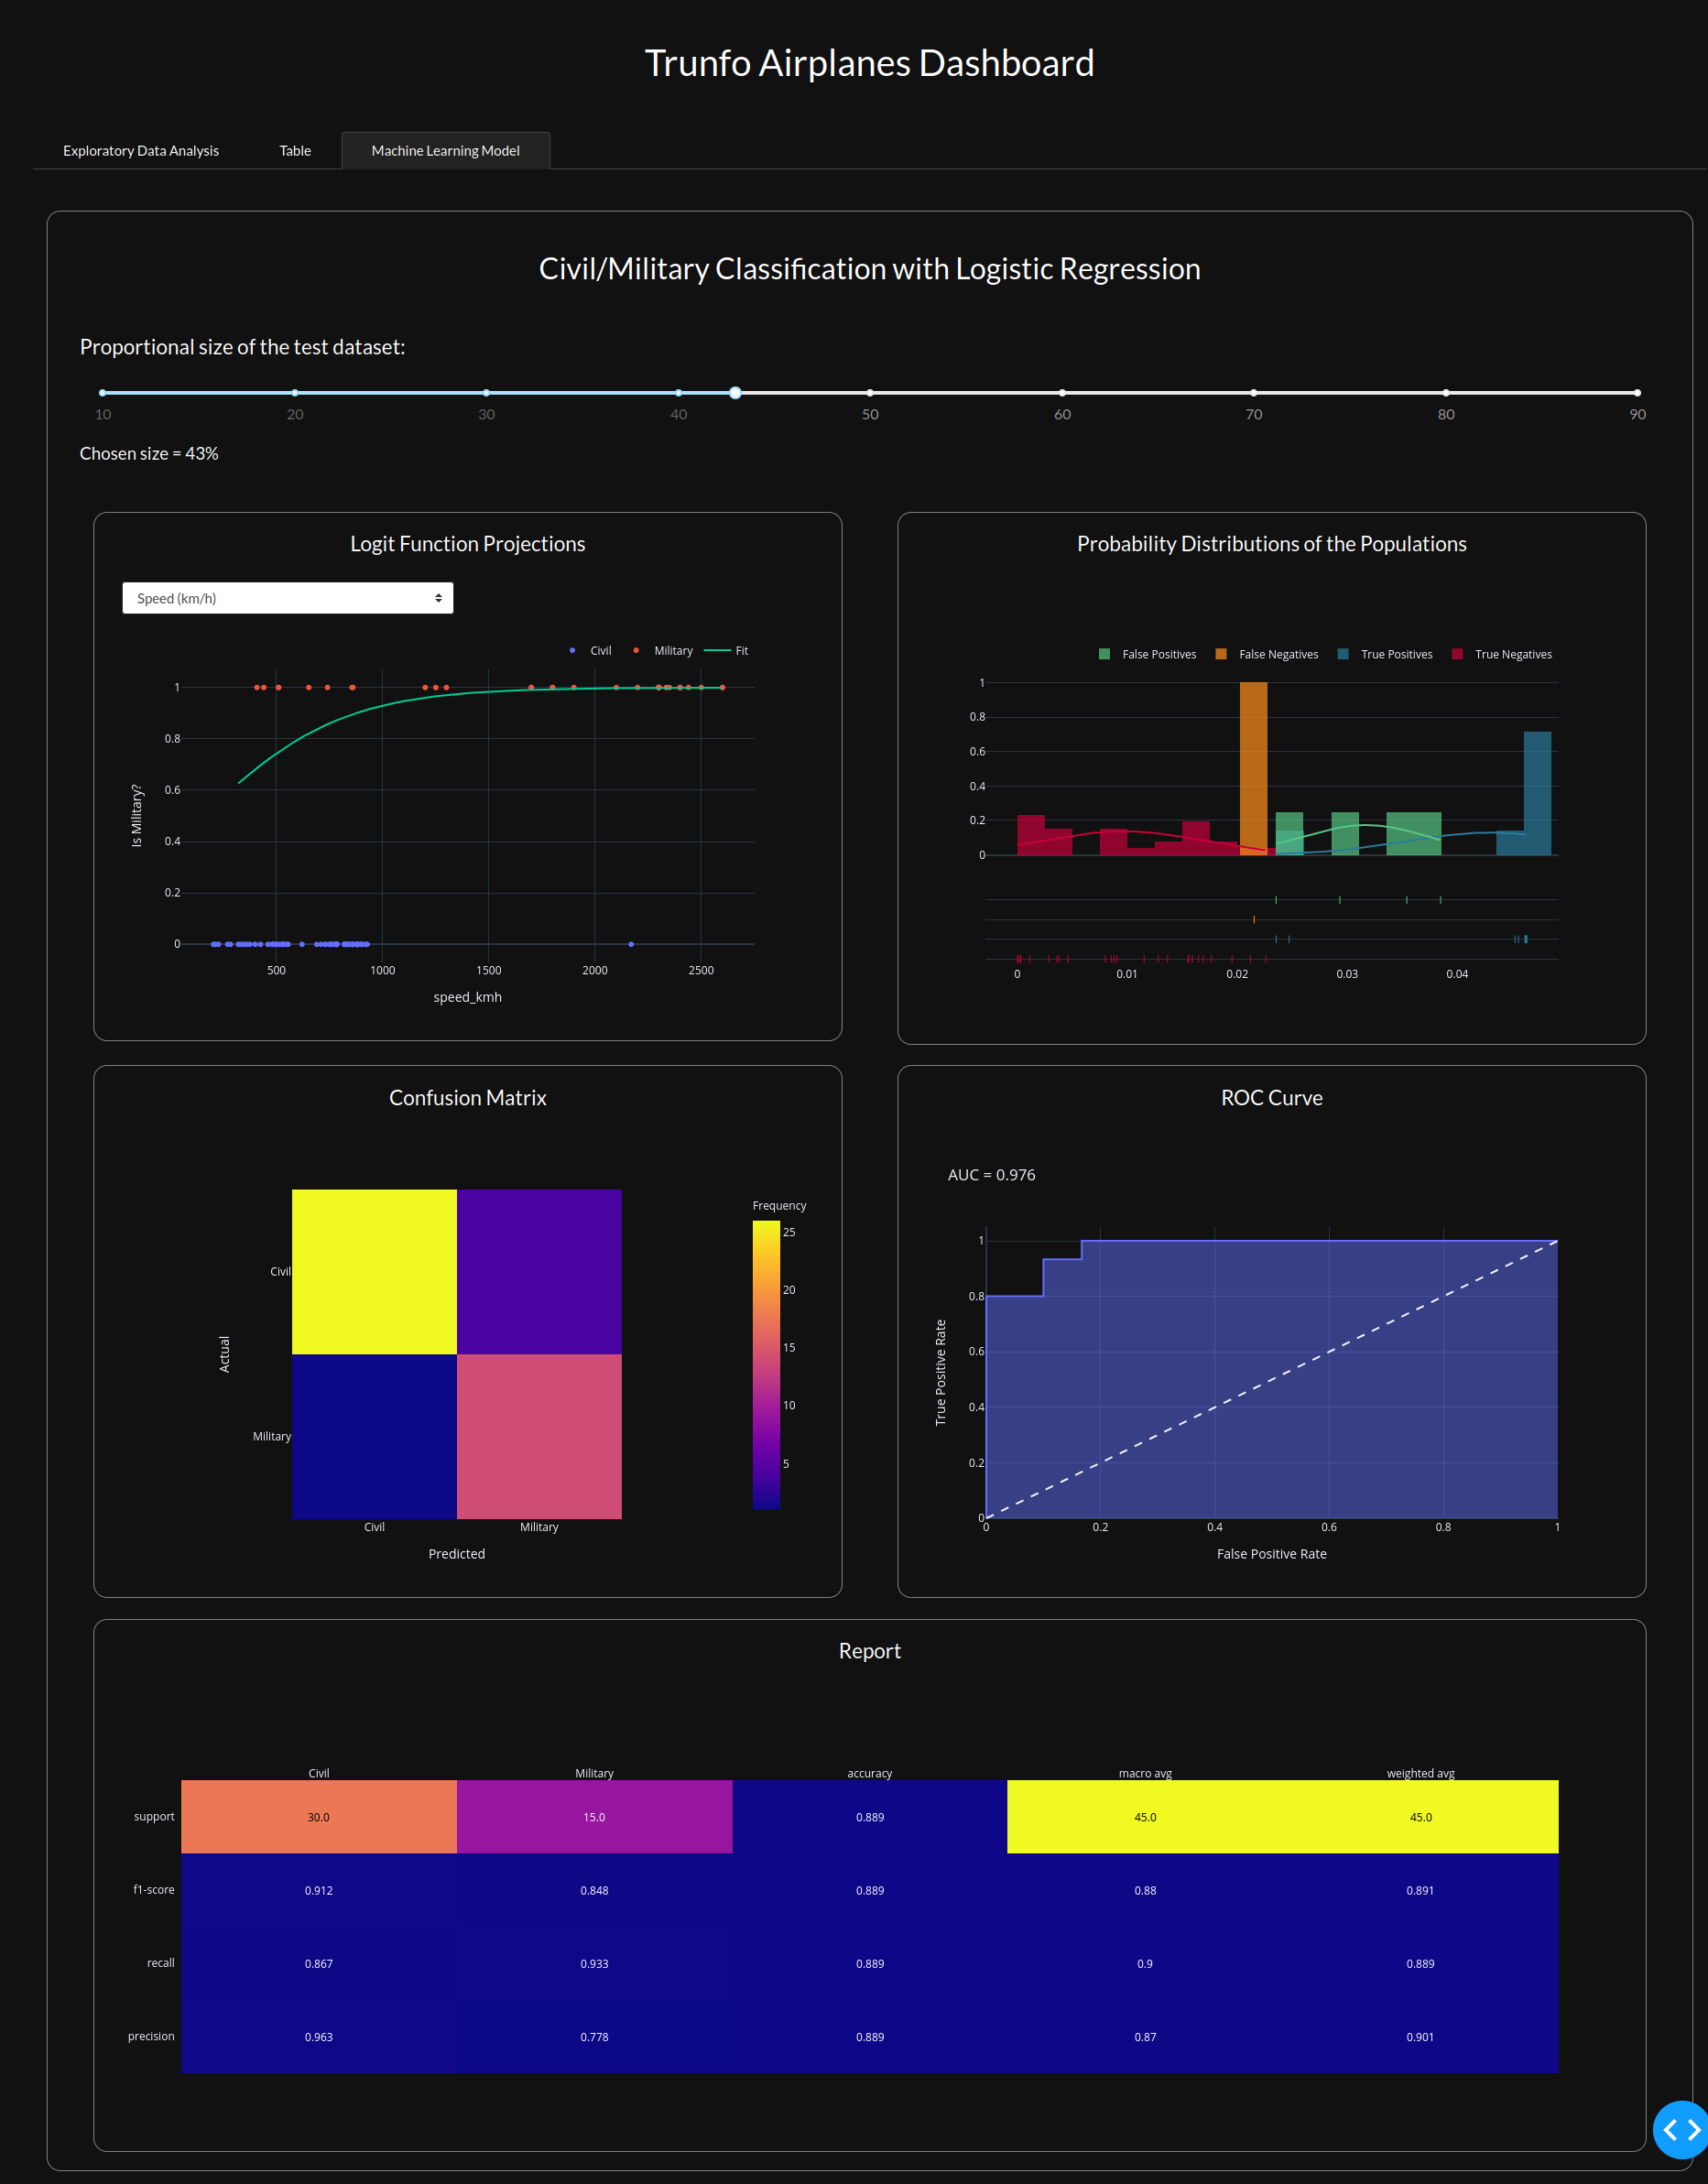 Trunfo Airplanes Dashboard
Exploratory Data Analysis Table Machine Learning Model
Civil/Military Classification with Logistic Regression
Proportional size of the test dataset:
10 20 30 40 50 60 70 80 90
Chosen size = 43%
Logit Function Projections
Speed (km/h)
Civil Military Fit
1
0.8
0.6
0.4
0.2
0
Is Military?
500 1000 1500 2000 2500
speed_kmh
Probability Distributions of the Populations
False Positives False Negatives True Positives True Negatives
1
0.8
0.6
0.4
0.2
0
0 0.01 0.02 0.03 0.04
Confusion Matrix
Frequency
25
20
15
10
5
Civil
Military
Actual
Civil Military
Predicted
ROC Curve
AUC = 0.976
1
0.8
0.6
0.4
0.2
0
True Positive Rate
0 0.2 0.4 0.6 0.8 1
False Positive Rate
Report
Civil Military accuracy macro avg weighted avg
support 30.0 15.0 0.889 45.0 45.0
f1-score 0.912 0.848 0.889 0.88 0.891
recall 0.867 0.933 0.889 0.9 0.889
precision 0.963 0.778 0.889 0.87 0.901